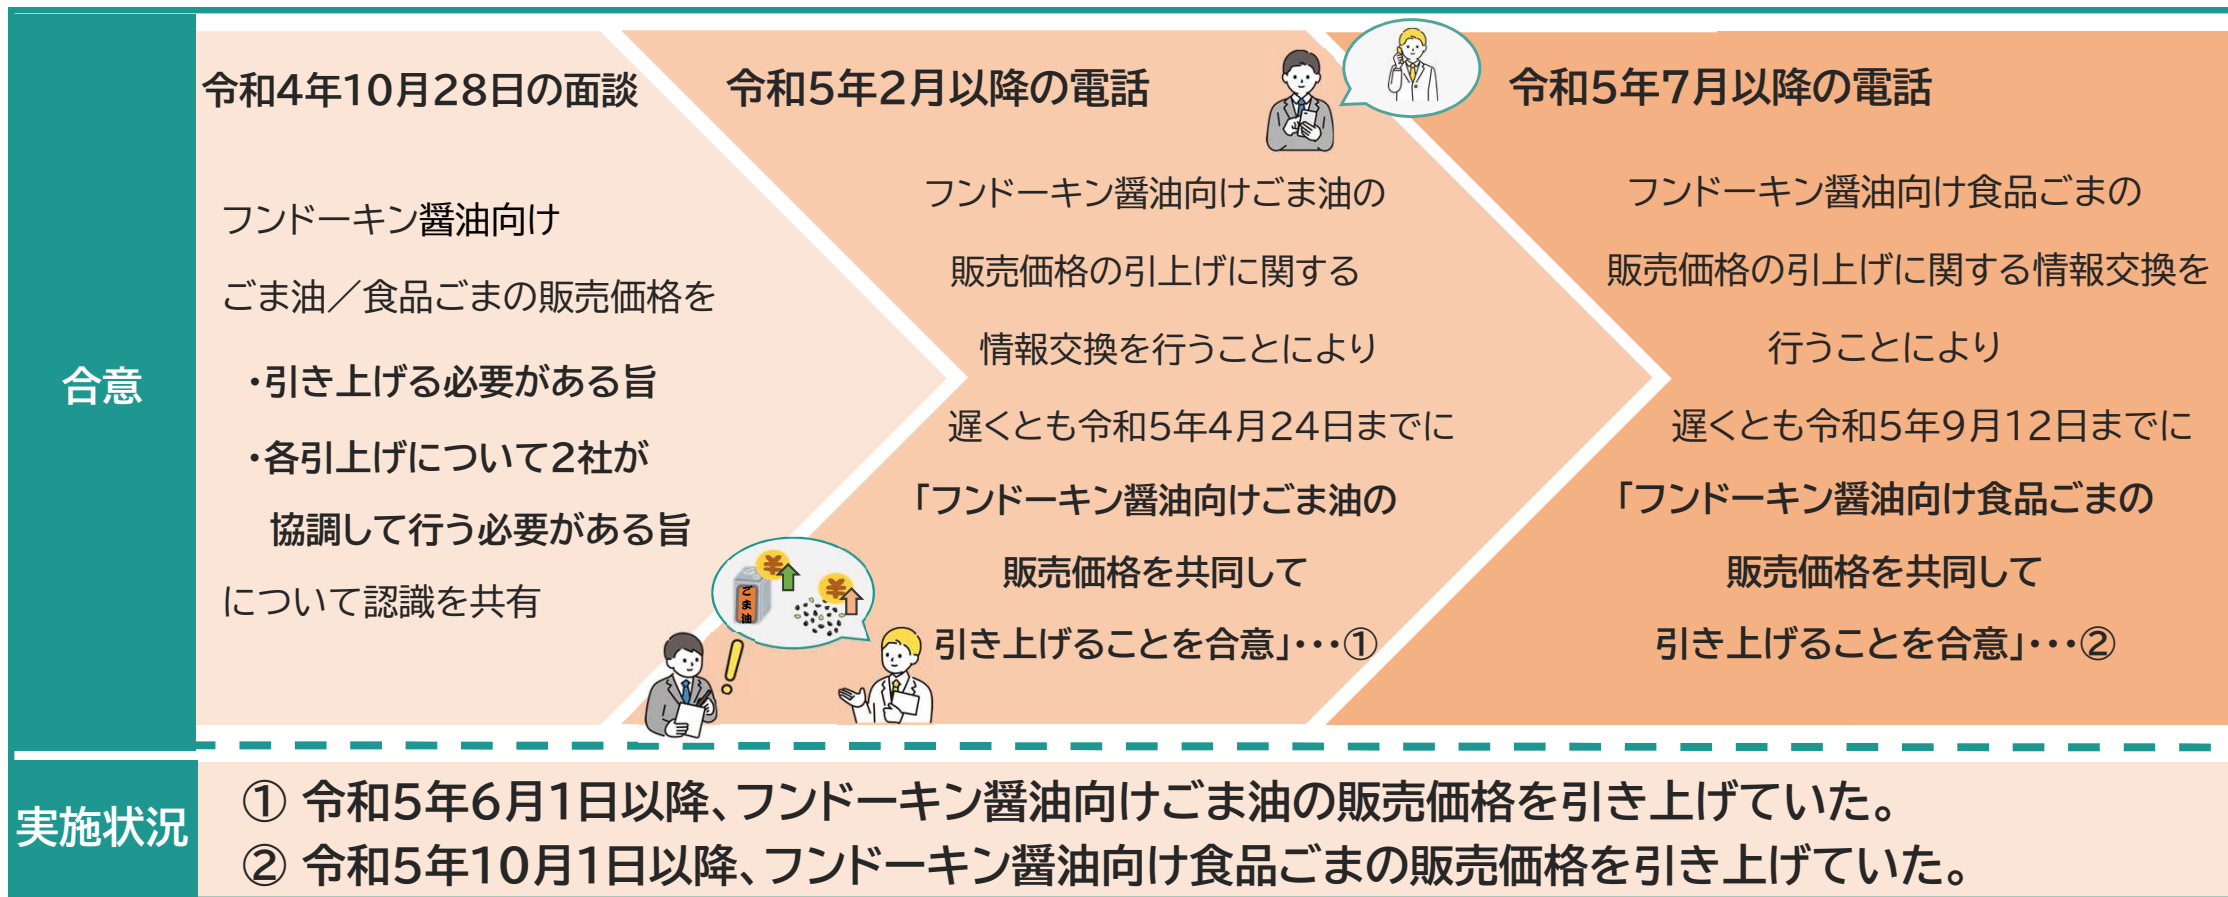 合意
令和4年10月28日の面談
フンドーキン醤油向け
ごま油／食品ごまの販売価格を
・引き上げる必要がある旨
・各引上げについて2社が
協調して行う必要がある旨
について認識を共有
ごま油
令和5年2月以降の電話
フンドーキン醤油向けごま油の
販売価格の引上げに関する
情報交換を行うことにより
遅くとも令和5年4月24日までに
「フンドーキン醤油向けごま油の
販売価格を共同して
引き上げることを合意」・・・①
令和5年7月以降の電話
フンドーキン醤油向け食品ごまの
販売価格の引上げに関する情報交換を
行うことにより
遅くとも令和5年9月12日までに
「フンドーキン醤油向け食品ごまの
販売価格を共同して
引き上げることを合意」・・・②
実施状況
① 令和5年6月1日以降、フンドーキン醤油向けごま油の販売価格を引き上げていた。
② 令和5年10月1日以降、フンドーキン醤油向け食品ごまの販売価格を引き上げていた。